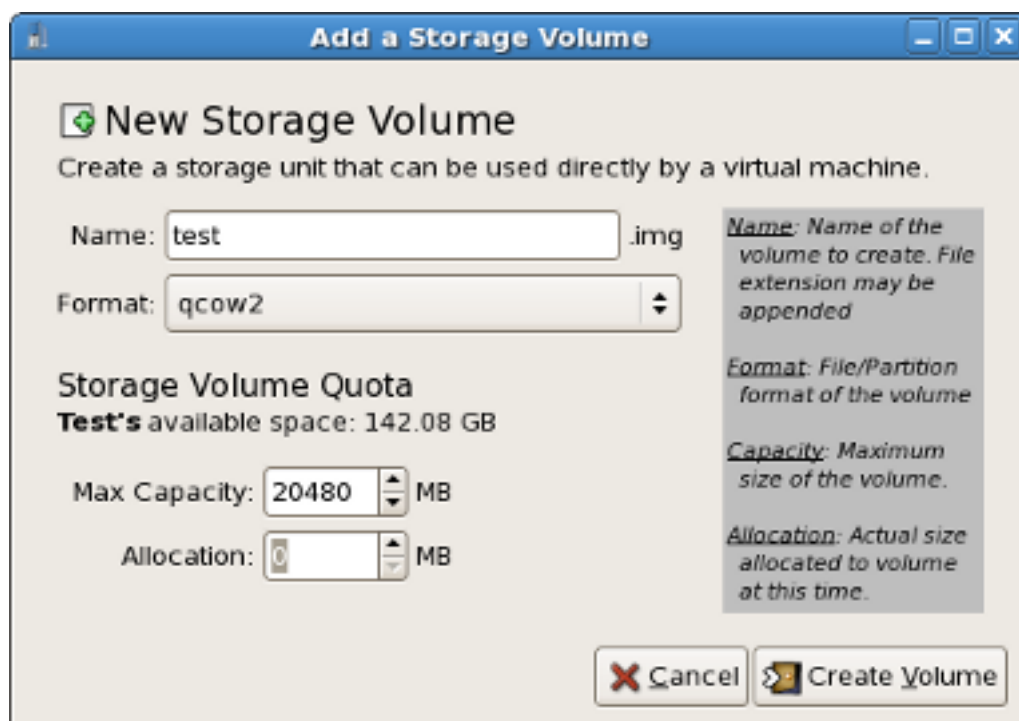 Add a Storage Volume
New Storage Volume
Create a storage unit that can be used directly by a virtual machine.
Name: test .img
Format: qcow2
Storage Volume Quota
Test's available space: 142.08 GB
Max Capacity: 20480 MB
Allocation: 0 MB
Name: Name of the
volume to create. File
extension may be
appended
Format: File/Partition
format of the volume
Capacity: Maximum
size of the volume.
Allocation: Actual size
allocated to volume
at this time.
Cancel
Create Volume